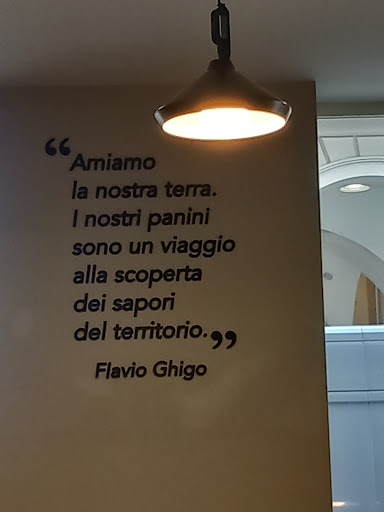 “Amiamo
la nostra terra.
I nostri panini
sono un viaggio
alla scoperta
dei sapori
del territorio.„
Flavio Ghigo